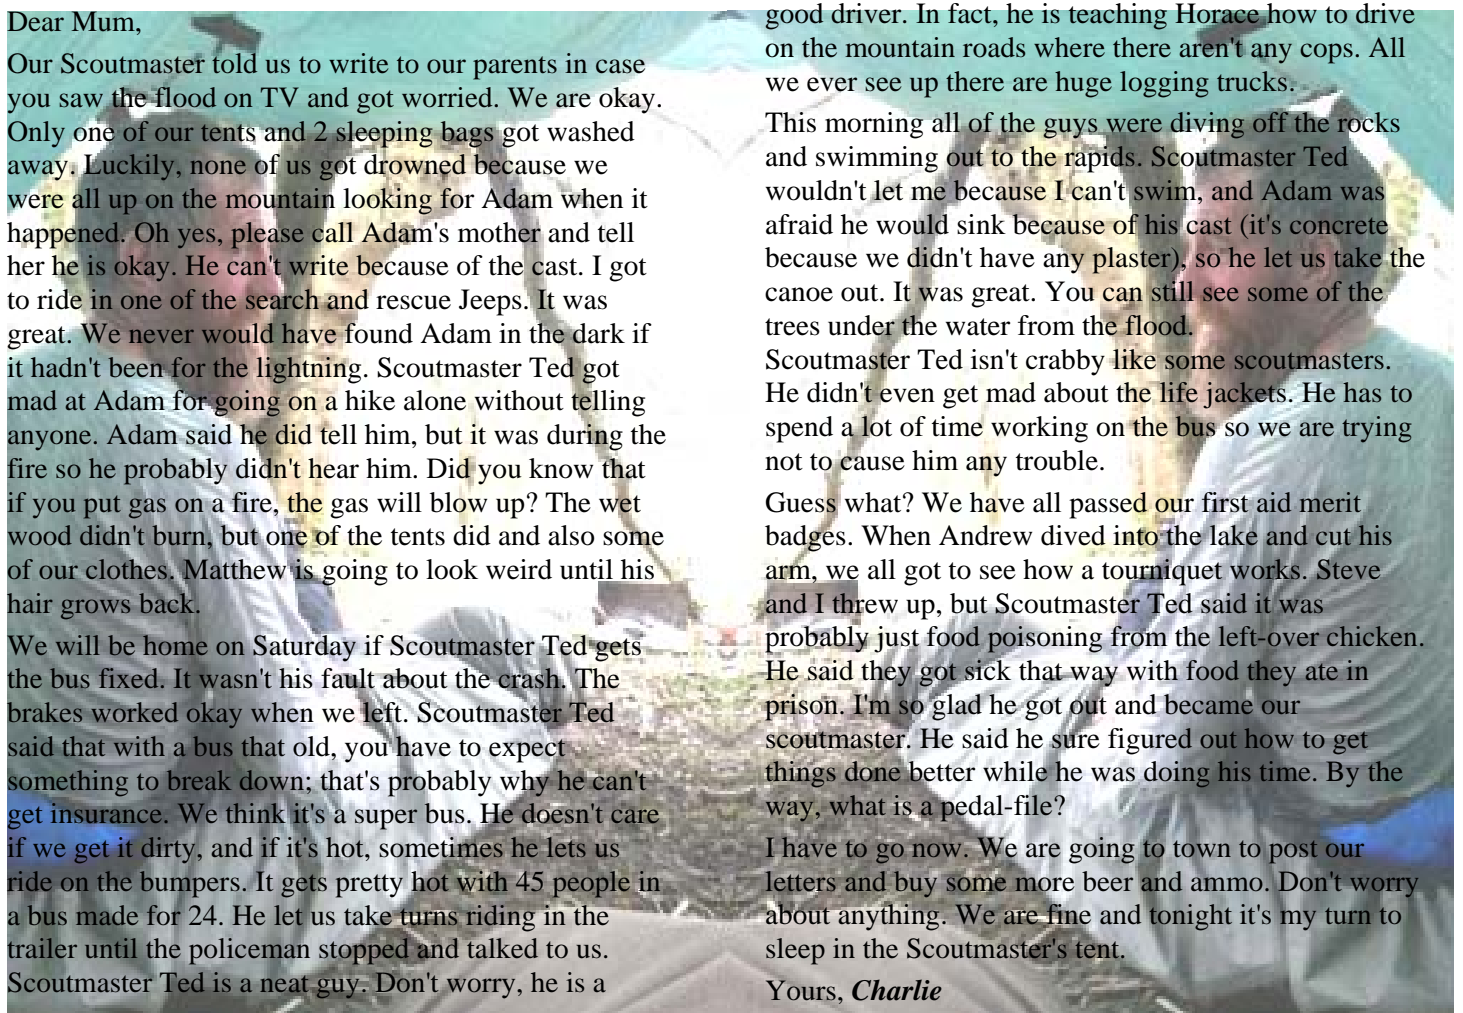 Dear Mum,
Our Scoutmaster told us to write to our parents in case
you saw the flood on TV and got worried. We are okay.
Only one of our tents and 2 sleeping bags got washed
away. Luckily, none of us got drowned because we
were all up on the mountain looking for Adam when it
happened. Oh yes, please call Adam's mother and tell
her he is okay. He can't write because of the cast. I got
to ride in one of the search and rescue Jeeps. It was
great. We never would have found Adam in the dark if
it hadn't been for the lightning. Scoutmaster Ted got
mad at Adam for going on a hike alone without telling
anyone. Adam said he did tell him, but it was during the
fire so he probably didn't hear him. Did you know that
if you put gas on a fire, the gas will blow up? The wet
wood didn't burn, but one of the tents did and also some
of our clothes. Matthew is going to look weird until his
hair grows back.
We will be home on Saturday if Scoutmaster Ted gets
the bus fixed. It wasn't his fault about the crash. The
brakes worked okay when we left. Scoutmaster Ted
said that with a bus that old, you have to expect
something to break down; that's probably why he can't
get insurance. We think it's a super bus. He doesn't care
if we get it dirty, and if it's hot, sometimes he lets us
ride on the bumpers. It gets pretty hot with 45 people in
a bus made for 24. He let us take turns riding in the
trailer until the policeman stopped and talked to us.
Scoutmaster Ted is a neat guy. Don't worry, he is a
good driver. In fact, he is teaching Horace how to drive
on the mountain roads where there aren't any cops. All
we ever see up there are huge logging trucks.
This morning all of the guys were diving off the rocks
and swimming out to the rapids. Scoutmaster Ted
wouldn't let me because I can't swim, and Adam was
afraid he would sink because of his cast (it's concrete
because we didn't have any plaster), so he let us take the
canoe out. It was great. You can still see some of the
trees under the water from the flood.
Scoutmaster Ted isn't crabby like some scoutmasters.
He didn't even get mad about the life jackets. He has to
spend a lot of time working on the bus so we are trying
not to cause him any trouble.
Guess what? We have all passed our first aid merit
badges. When Andrew dived into the lake and cut his
arm, we all got to see how a tourniquet works. Steve
and I threw up, but Scoutmaster Ted said it was
probably just food poisoning from the left-over chicken.
He said they got sick that way with food they ate in
prison. I'm so glad he got out and became our
scoutmaster. He said he sure figured out how to get
things done better while he was doing his time. By the
way, what is a pedal-file?
I have to go now. We are going to town to post our
letters and buy some more beer and ammo. Don't worry
about anything. We are fine and tonight it's my turn to
sleep in the Scoutmaster's tent.
Yours, Charlie